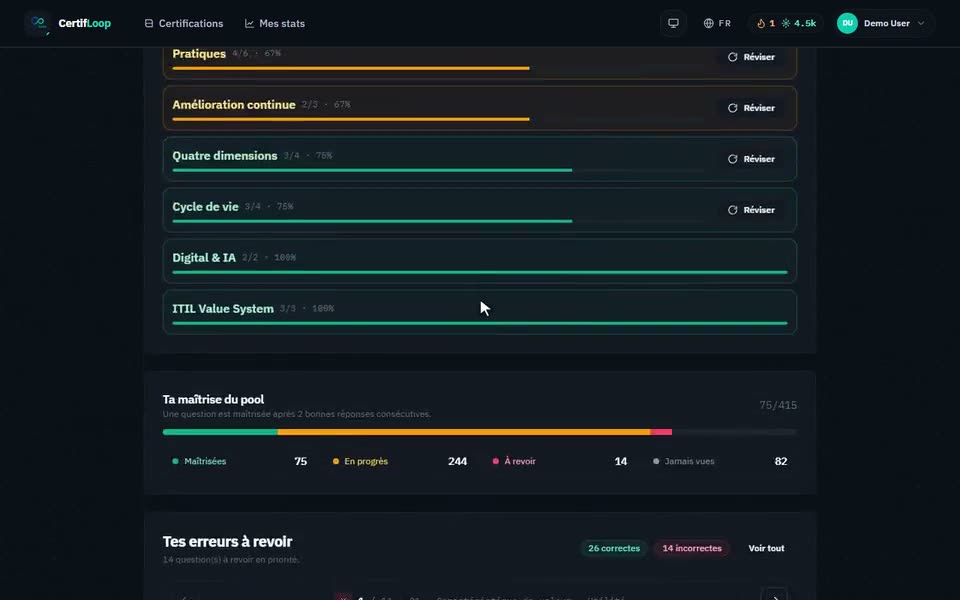 CertifLoop Certifications Mes stats FR 1 4.5k DU Demo User
Pratiques 4/6 · 67% Réviser
Amélioration continue 2/3 · 67% Réviser
Quatre dimensions 3/4 · 75% Réviser
Cycle de vie 3/4 · 75% Réviser
Digital & IA 2/2 · 100%
ITIL Value System 3/3 · 100%
Ta maîtrise du pool 75/415
Une question est maîtrisée après 2 bonnes réponses consécutives.
Maîtrisées 75 En progrès 244 À revoir 14 Jamais vues 82
Tes erreurs à revoir 26 correctes 14 incorrectes Voir tout
14 question(s) à revoir en priorité.